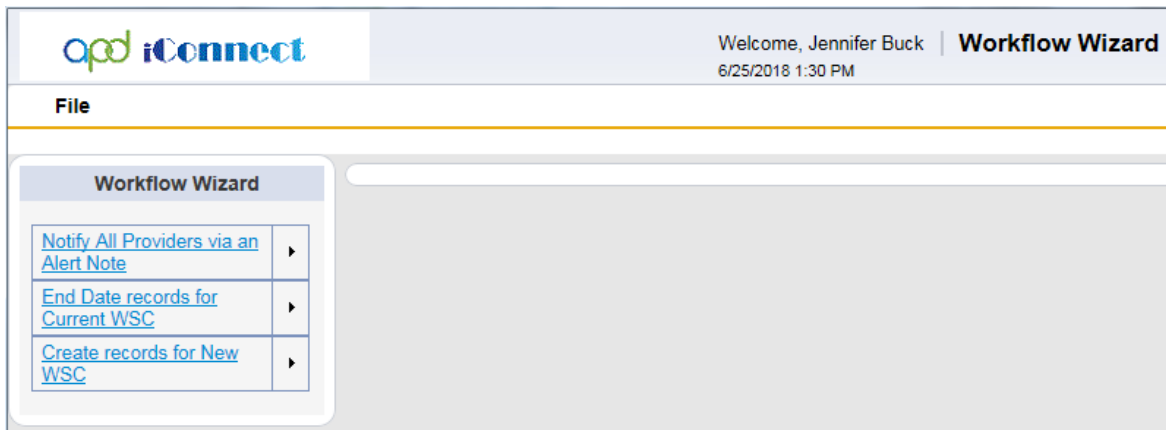 apd iConnect
Welcome, Jennifer Buck | Workflow Wizard
6/25/2018 1:30 PM
File
Workflow Wizard
Notify All Providers via an
Alert Note
End Date records for
Current WSC
Create records for New
WSC